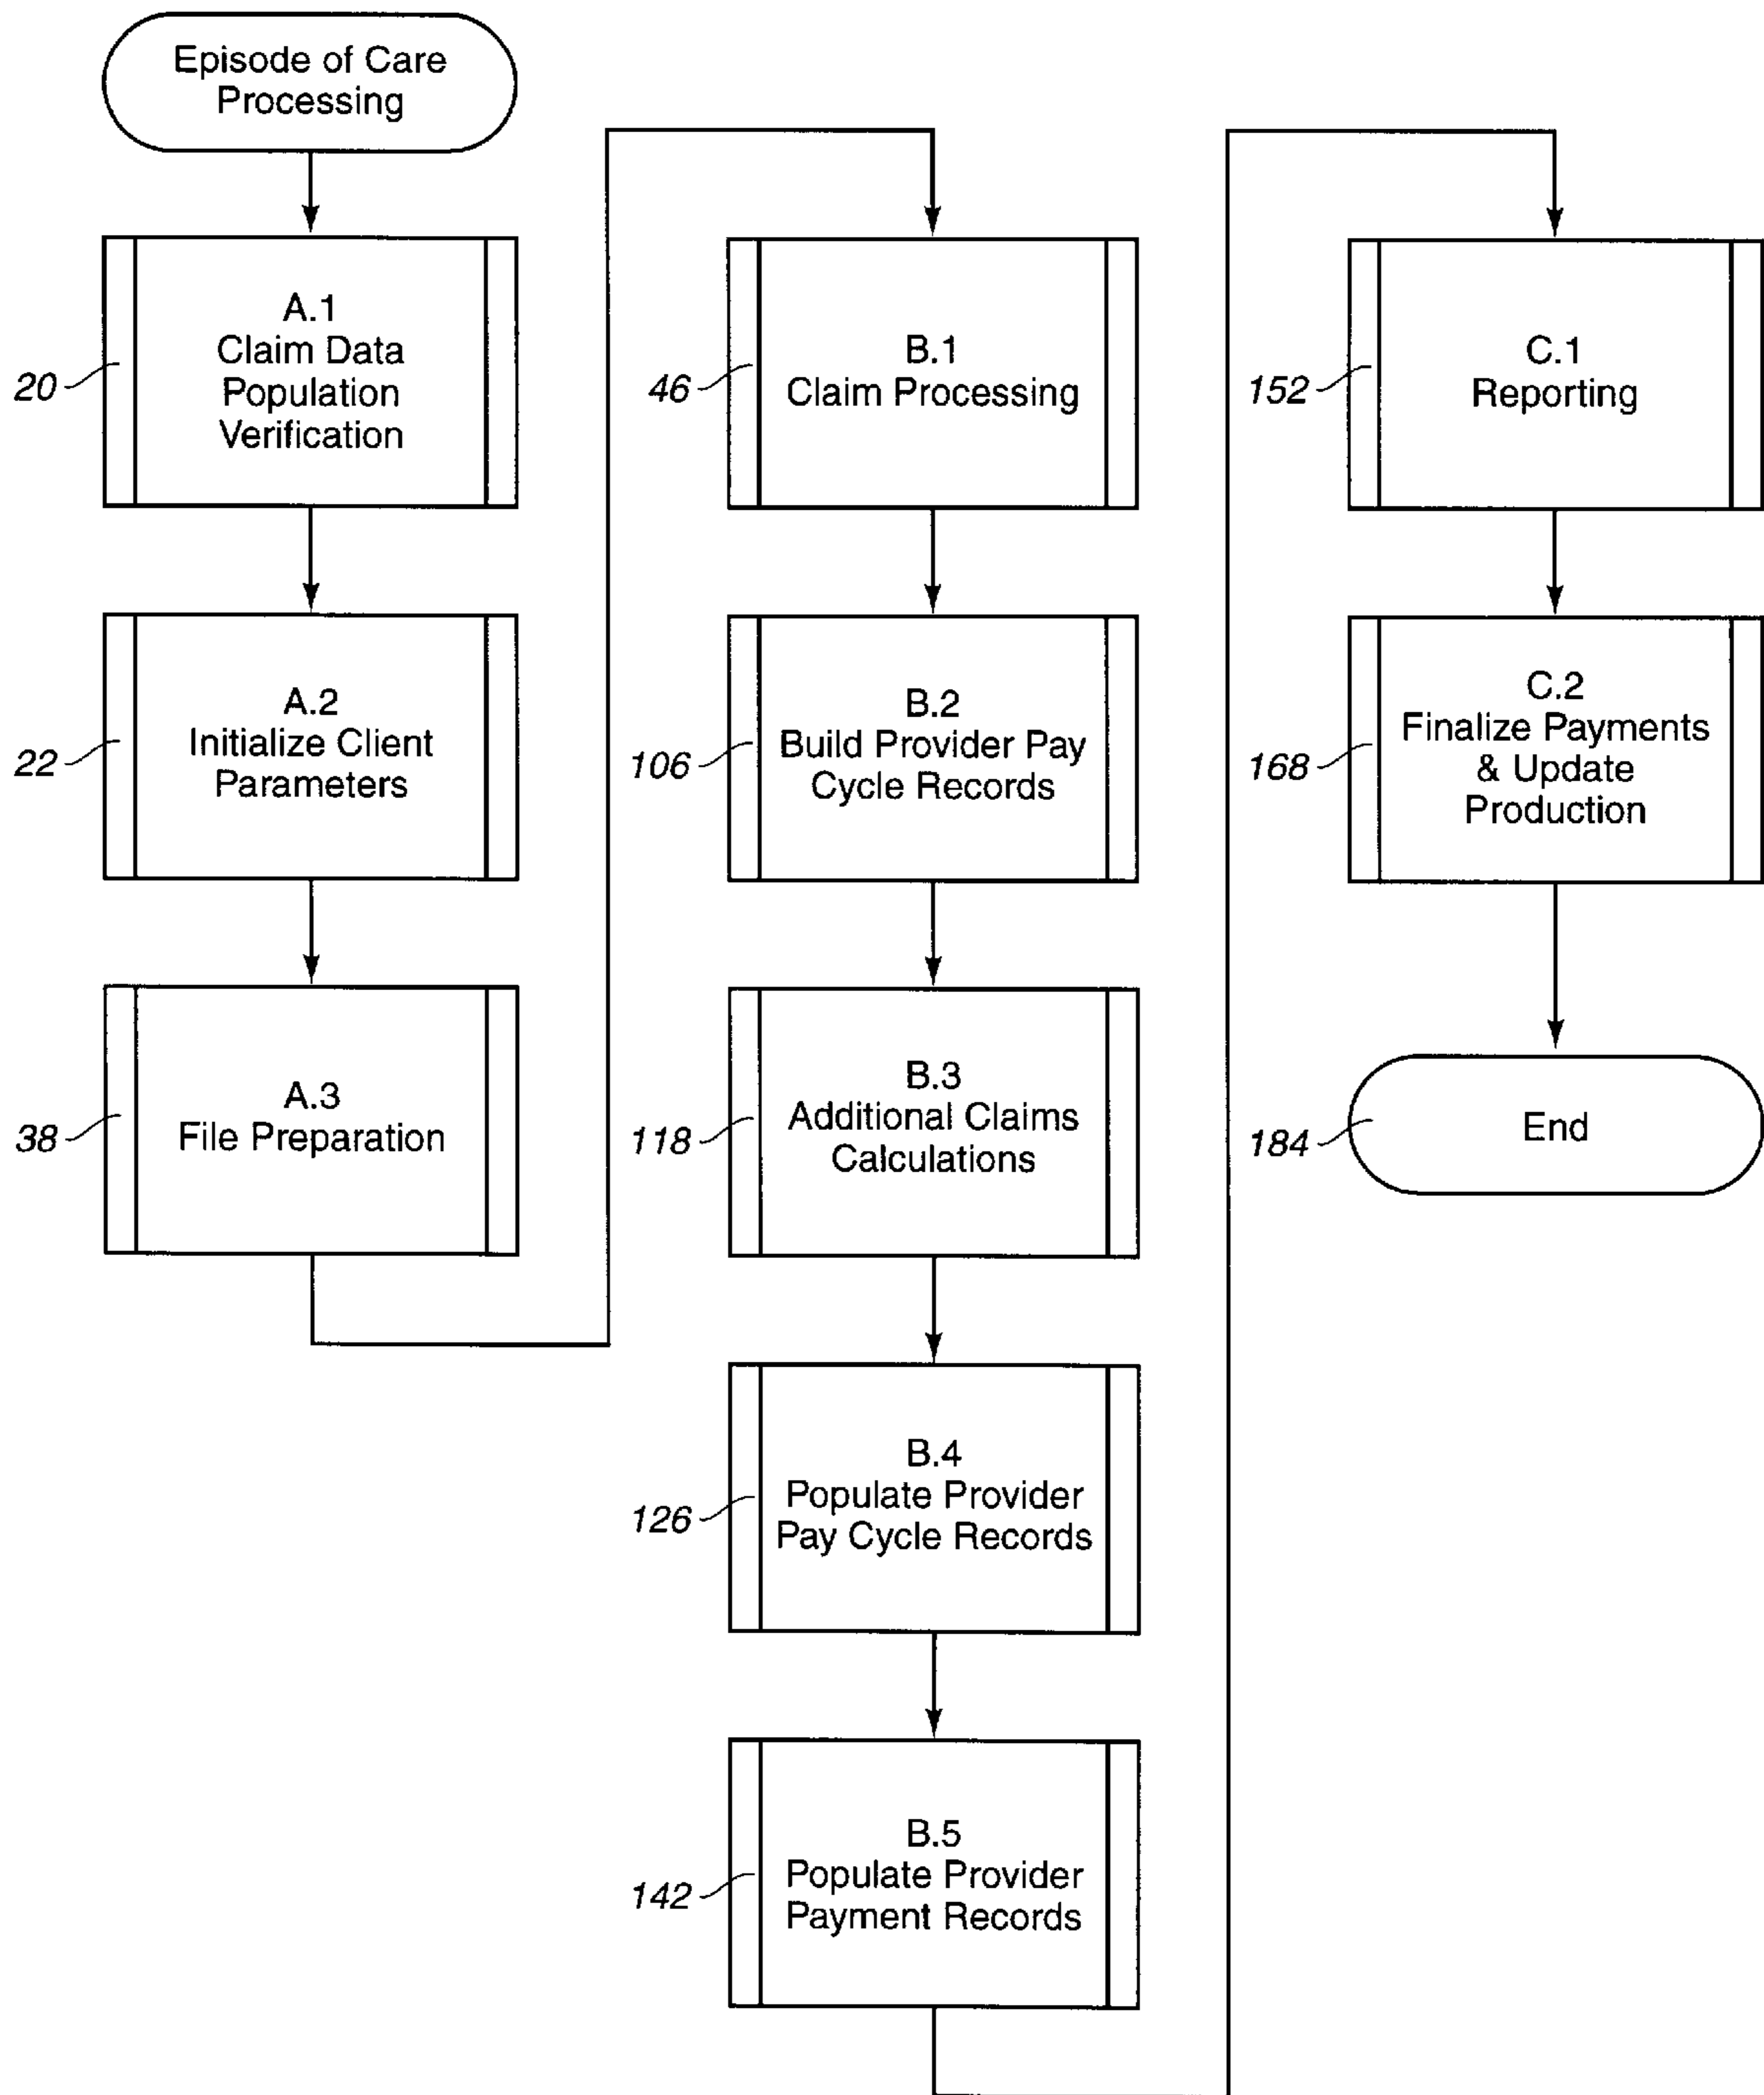 Episode of Care
Processing
A.1
Claim Data
Population
Verification
20
A.2
Initialize Client
Parameters
22
A.3
File Preparation
38
B.1
Claim Processing
46
B.2
Build Provider Pay
Cycle Records
106
B.3
Additional Claims
Calculations
118
B.4
Populate Provider
Pay Cycle Records
126
B.5
Populate Provider
Payment Records
142
C.1
Reporting
152
C.2
Finalize Payments
& Update
Production
168
End
184